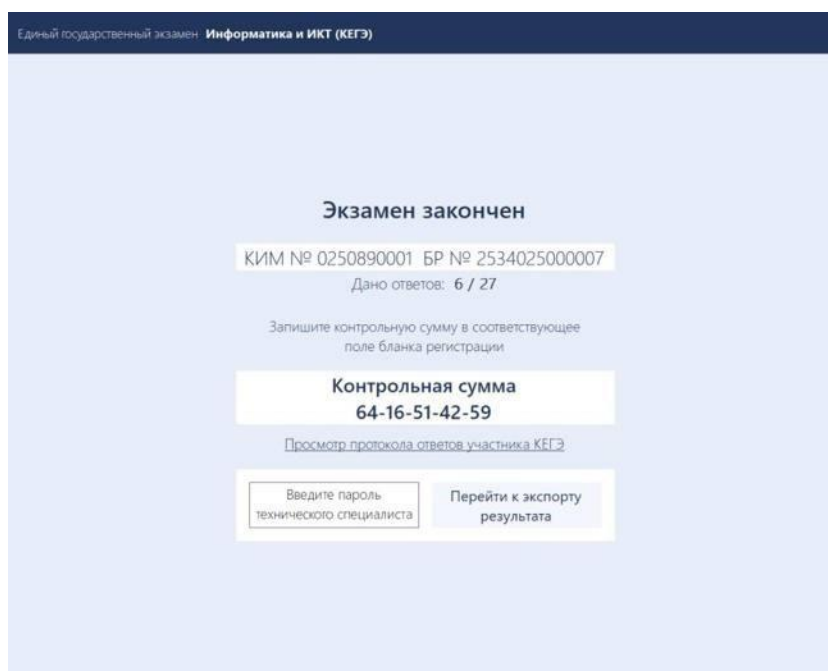 Единый государственный экзамен Информатика и ИКТ (КЕГЭ)
Экзамен закончен
КИМ № 0250890001 БР № 2534025000007
Дано ответов: 6 / 27
Запишите контрольную сумму в соответствующее
поле бланка регистрации
Контрольная сумма
64-16-51-42-59
Просмотр протокола ответов участника КЕГЭ
Введите пароль
технического специалиста
Перейти к экспорту
результата